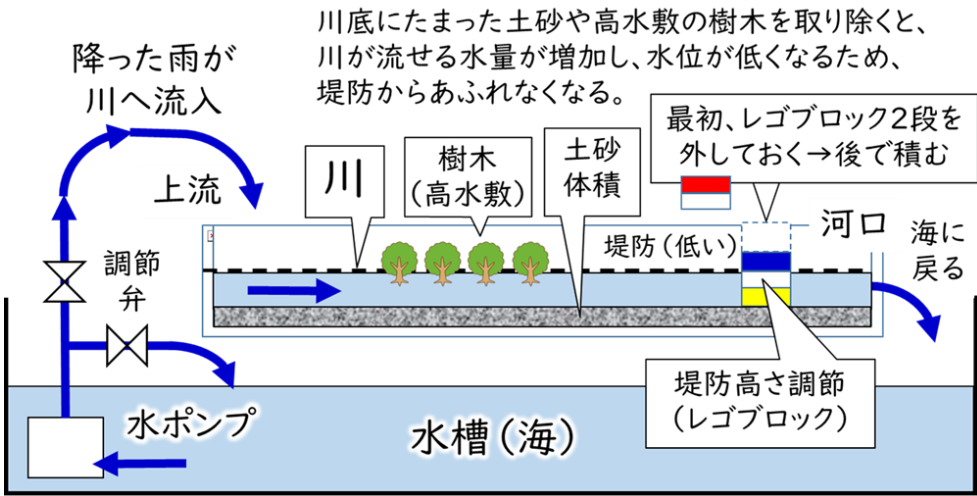 川底にたまった土砂や高水敷の樹木を取り除くと、
川が流せる水量が増加し、水位が低くなるため、
堤防からあふれなくなる。
降った雨が
川へ流入
上流
川
樹木
(高水敷)
土砂
体積
最初、レゴブロック2段を
外しておく→後で積む
堤防(低い)
河口
海に
戻る
調節
弁
堤防高さ調節
(レゴブロック)
水ポンプ
水槽(海)